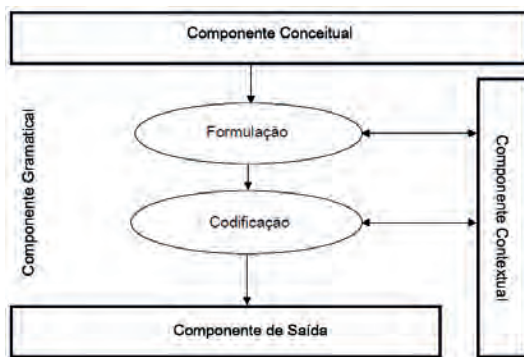 Componente Conceitual
Componente Gramatical
Formulação
Componente Contextual
Codificação
Componente de Saída